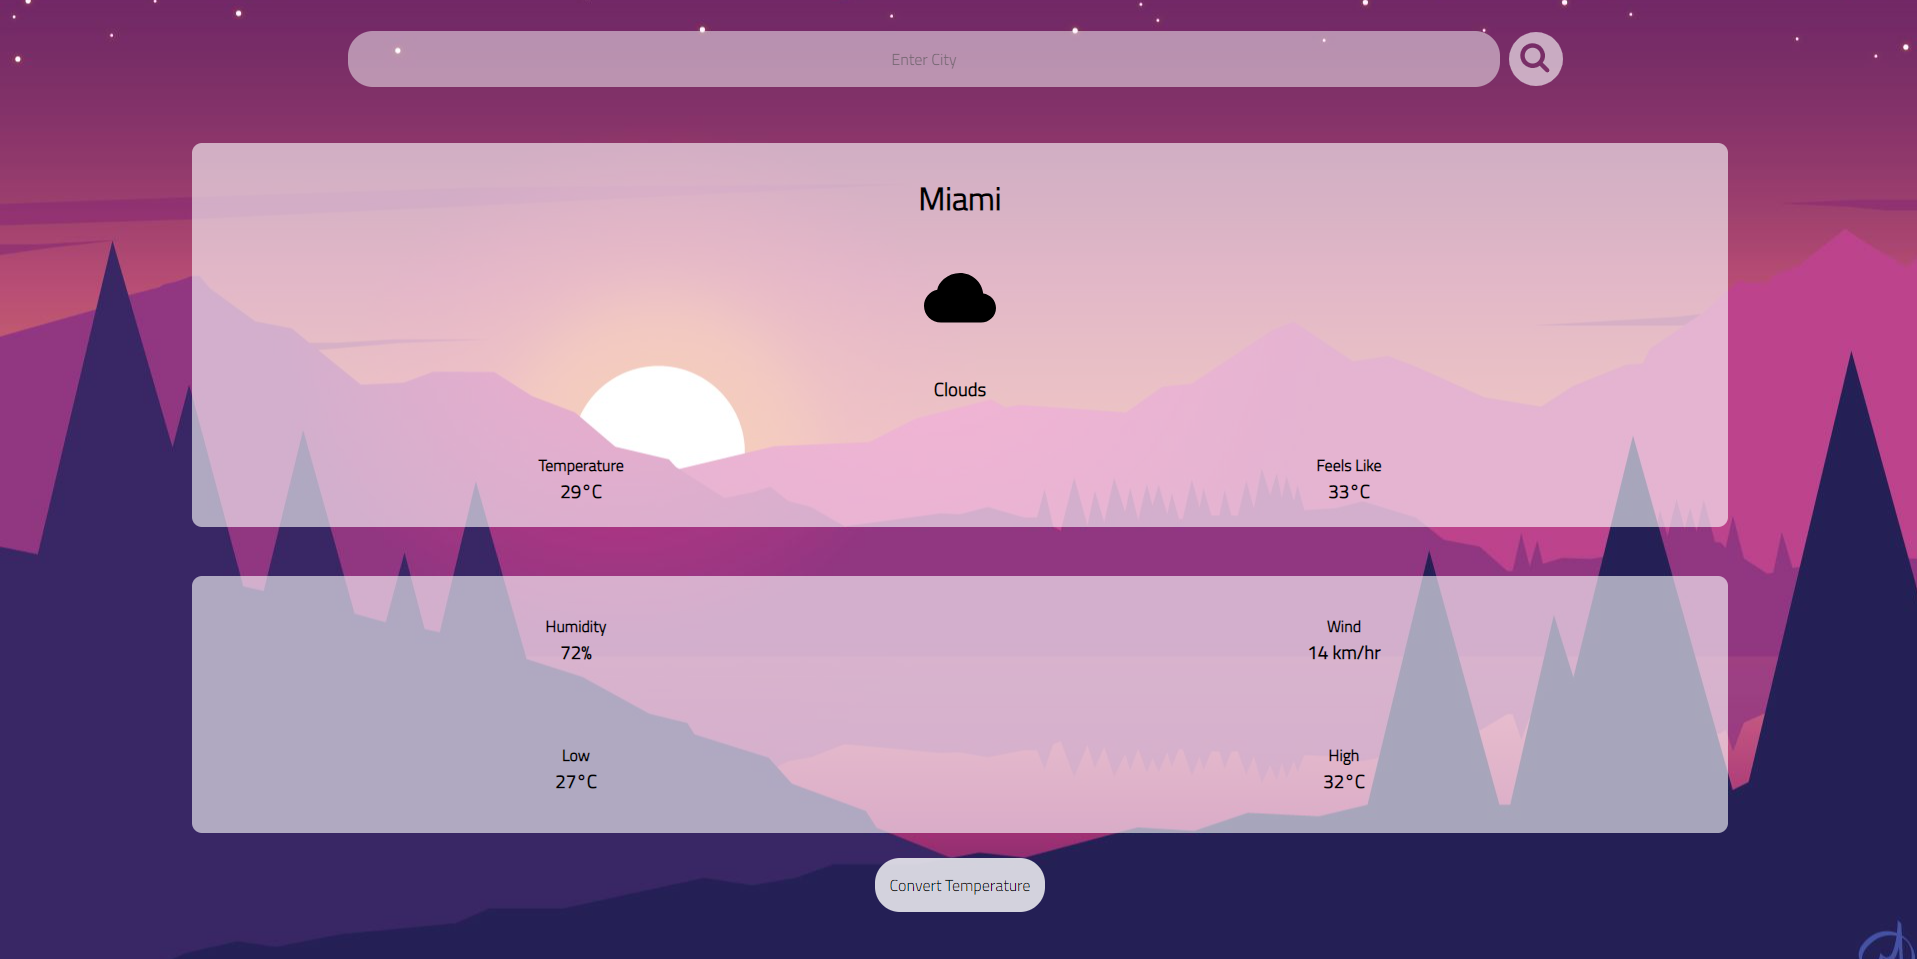 Enter City
Miami
Clouds
Temperature
29°C
Feels Like
33°C
Humidity
72%
Wind
14 km/hr
Low
27°C
High
32°C
Convert Temperature